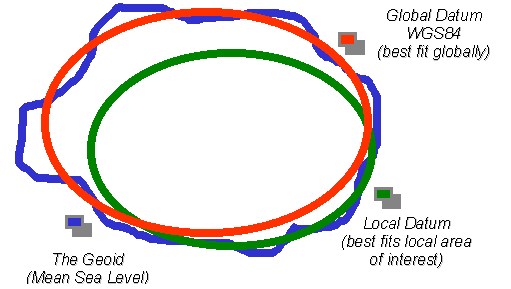 Global Datum
WGS84
(best fit globally)
Local Datum
(best fits local area
of interest)
The Geoid
(Mean Sea Level)